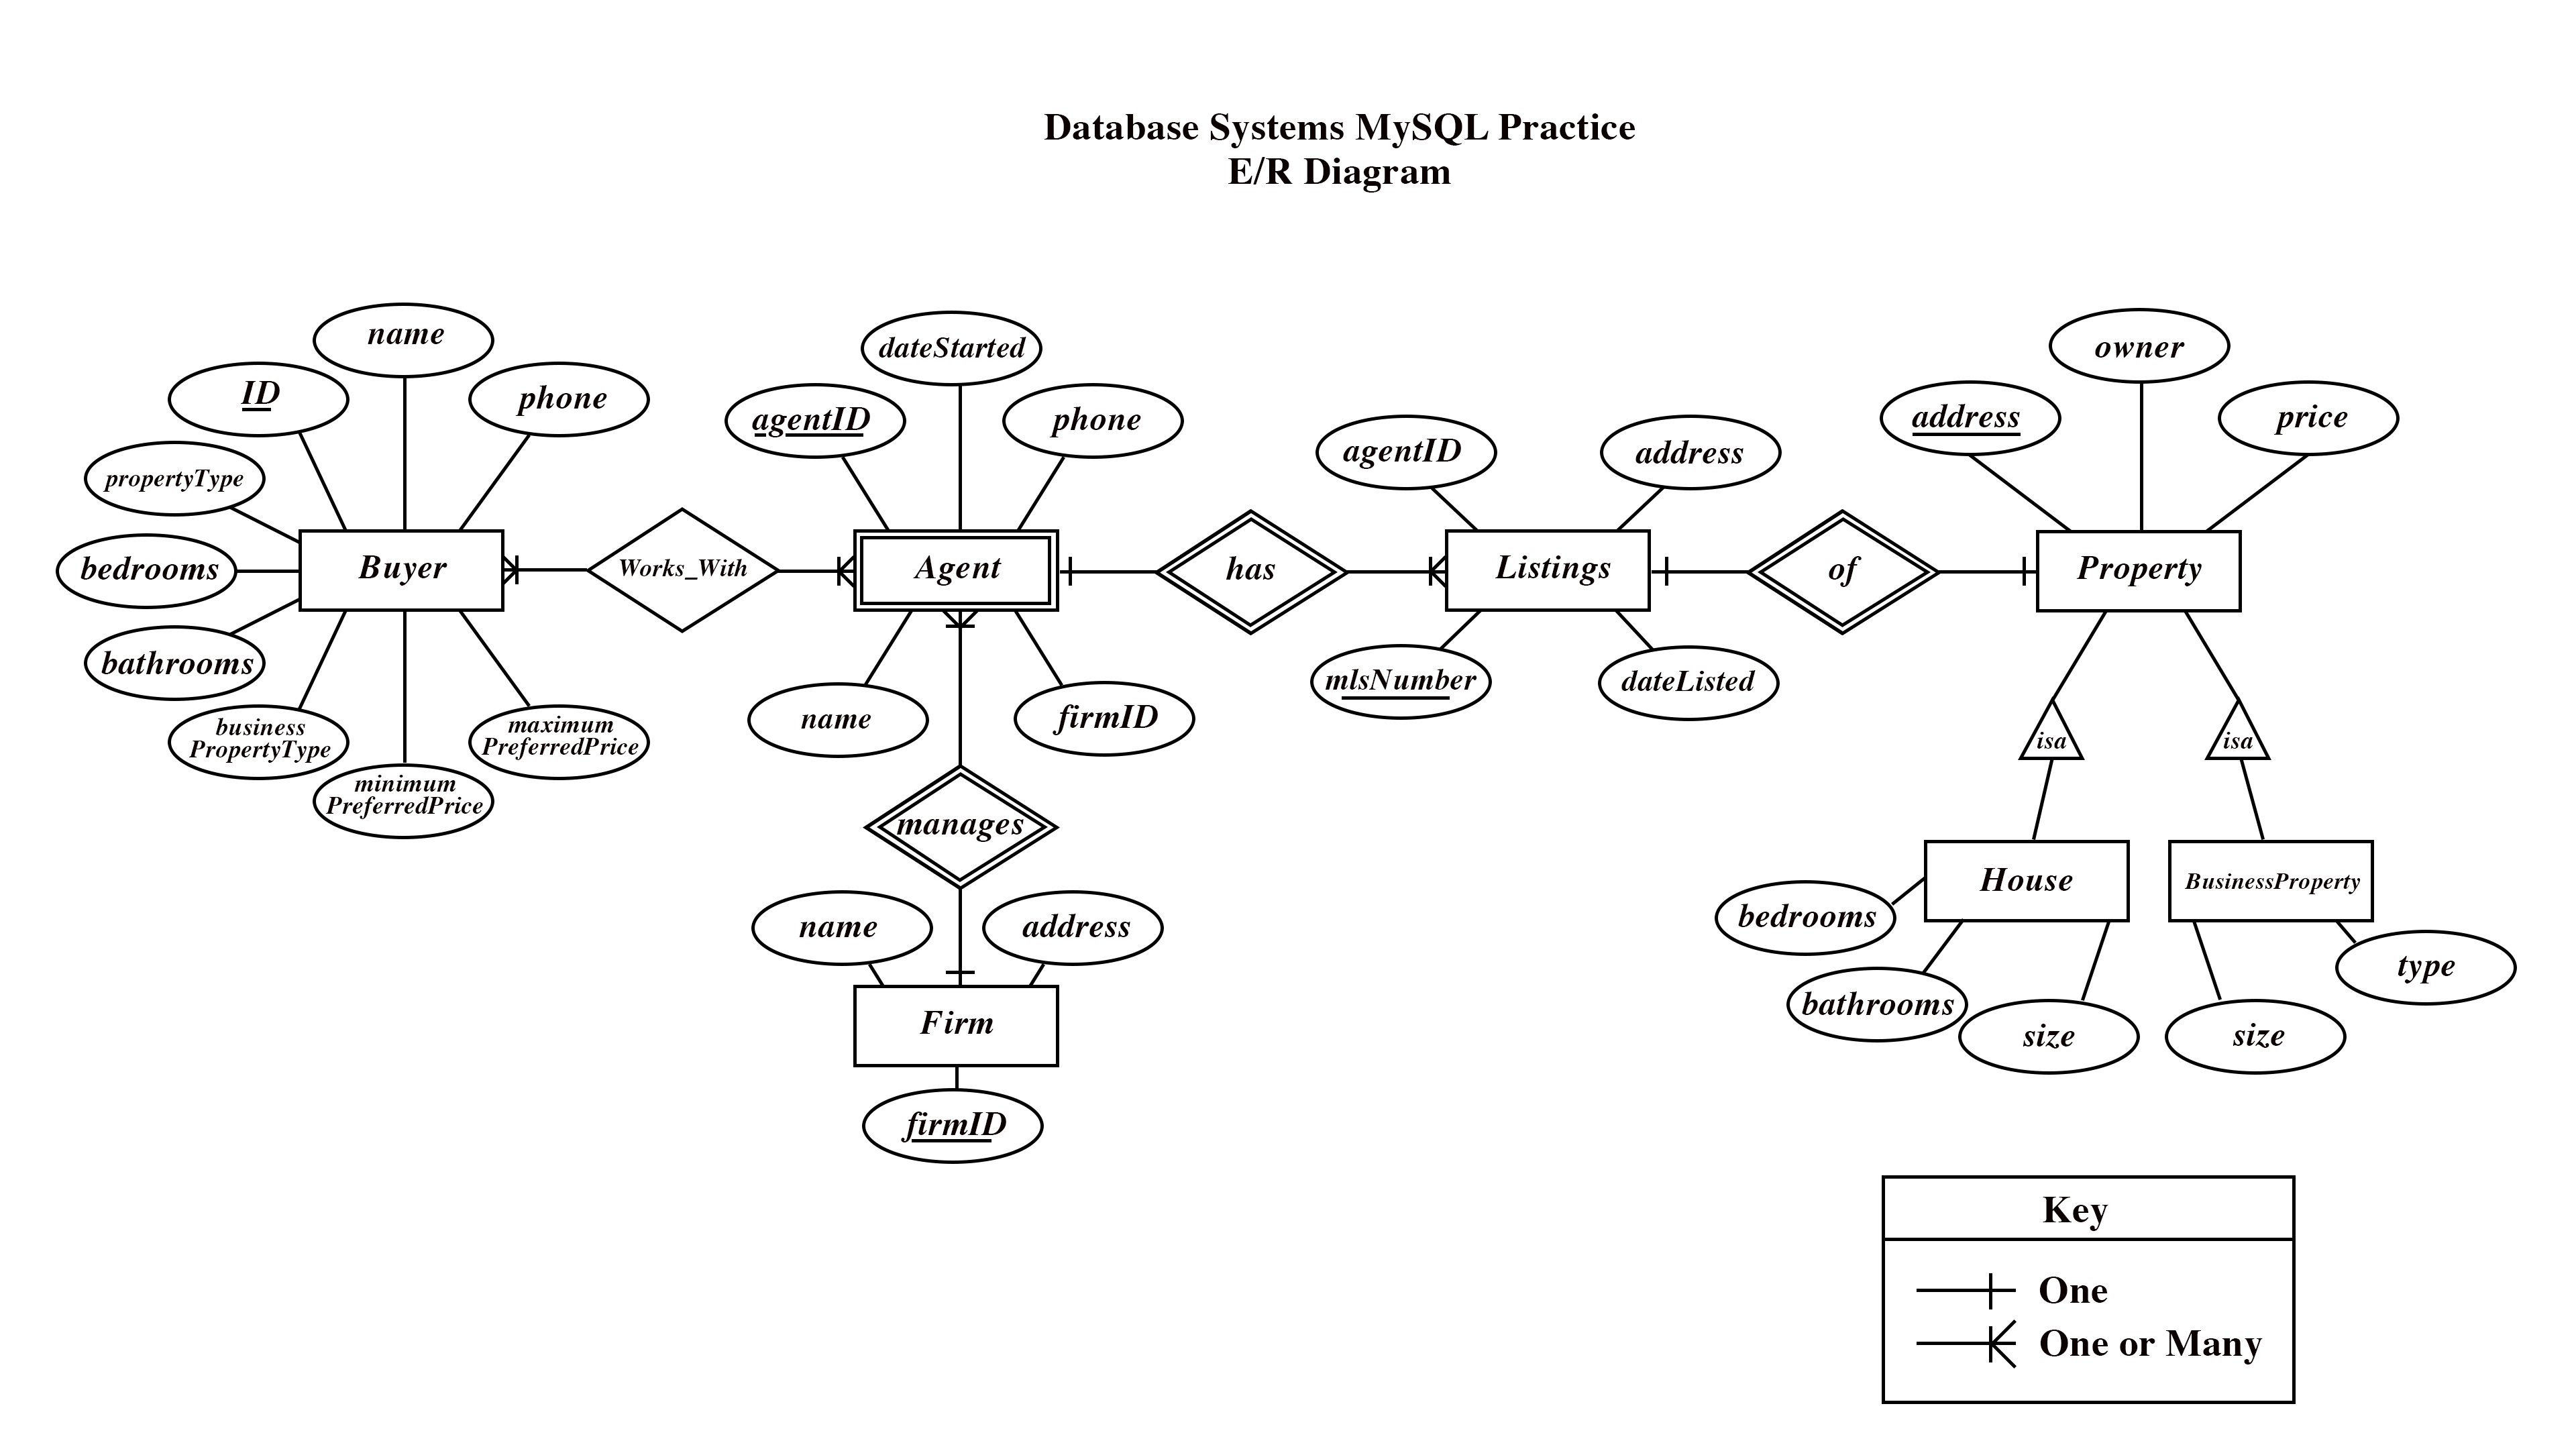 Database Systems MySQL Practice
E/R Diagram
name
ID
phone
propertyType
bedrooms
bathrooms
business
PropertyType
minimum
PreferredPrice
maximum
PreferredPrice
Buyer
Works_With
dateStarted
agentID
phone
Agent
name
firmID
manages
name
address
Firm
firmID
has
agentID
address
Listings
mlsNumber
dateListed
of
owner
address
price
Property
isa
isa
House
BusinessProperty
bedrooms
bathrooms
size
size
type
Key
One
One or Many